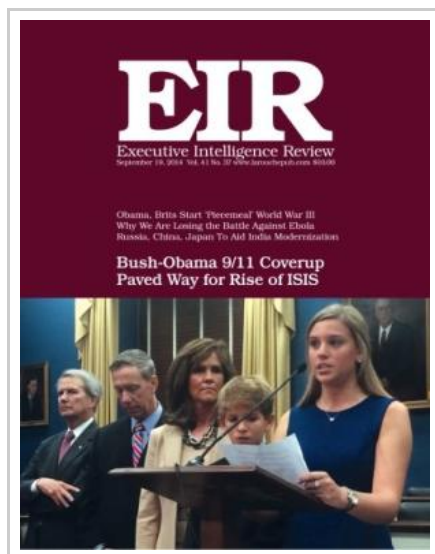 EIR
Executive Intelligence Review
September 19, 2014 Vol. 41 No. 37 www.larouchepub.com $10.00
Obama, Brits Start 'Piecemeal' World War III
Why We Are Losing the Battle Against Ebola
Russia, China, Japan To Aid India Modernization
Bush-Obama 9/11 Coverup
Paved Way for Rise of ISIS